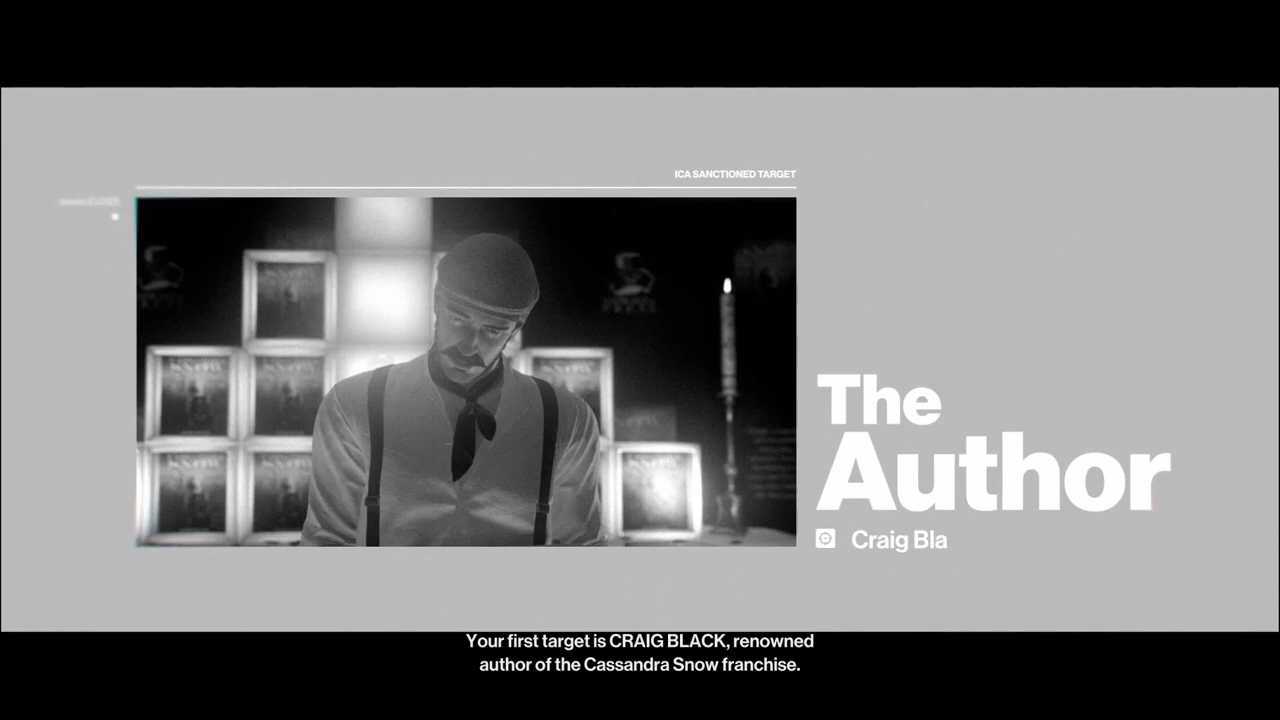 ICA SANCTIONED TARGET
The
Author
Craig Bla
Your first target is CRAIG BLACK, renowned
author of the Cassandra Snow franchise.